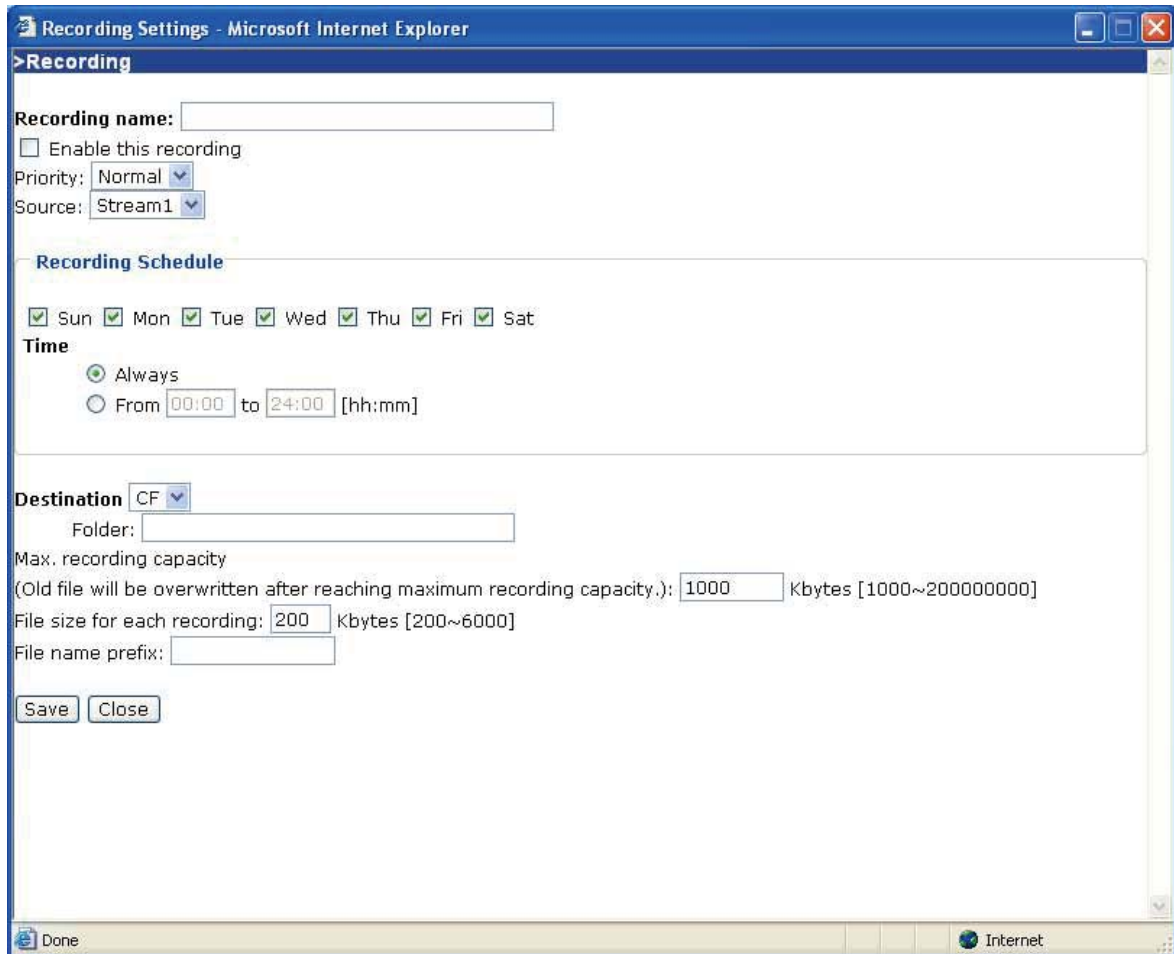 Recording Settings - Microsoft Internet Explorer
>Recording
Recording name:
Enable this recording
Priority: Normal
Source: Stream1
Recording Schedule
Sun Mon Tue Wed Thu Fri Sat
Time
Always
From 00:00 to 24:00 [hh:mm]
Destination CF
Folder:
Max. recording capacity
(Old file will be overwritten after reaching maximum recording capacity.): 1000 Kbytes [1000~200000000]
File size for each recording: 200 Kbytes [200~6000]
File name prefix:
Save Close
Done Internet